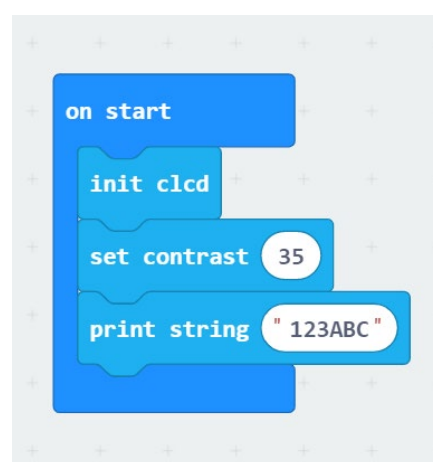 on start
init clcd
set contrast 35
print string "123ABC"